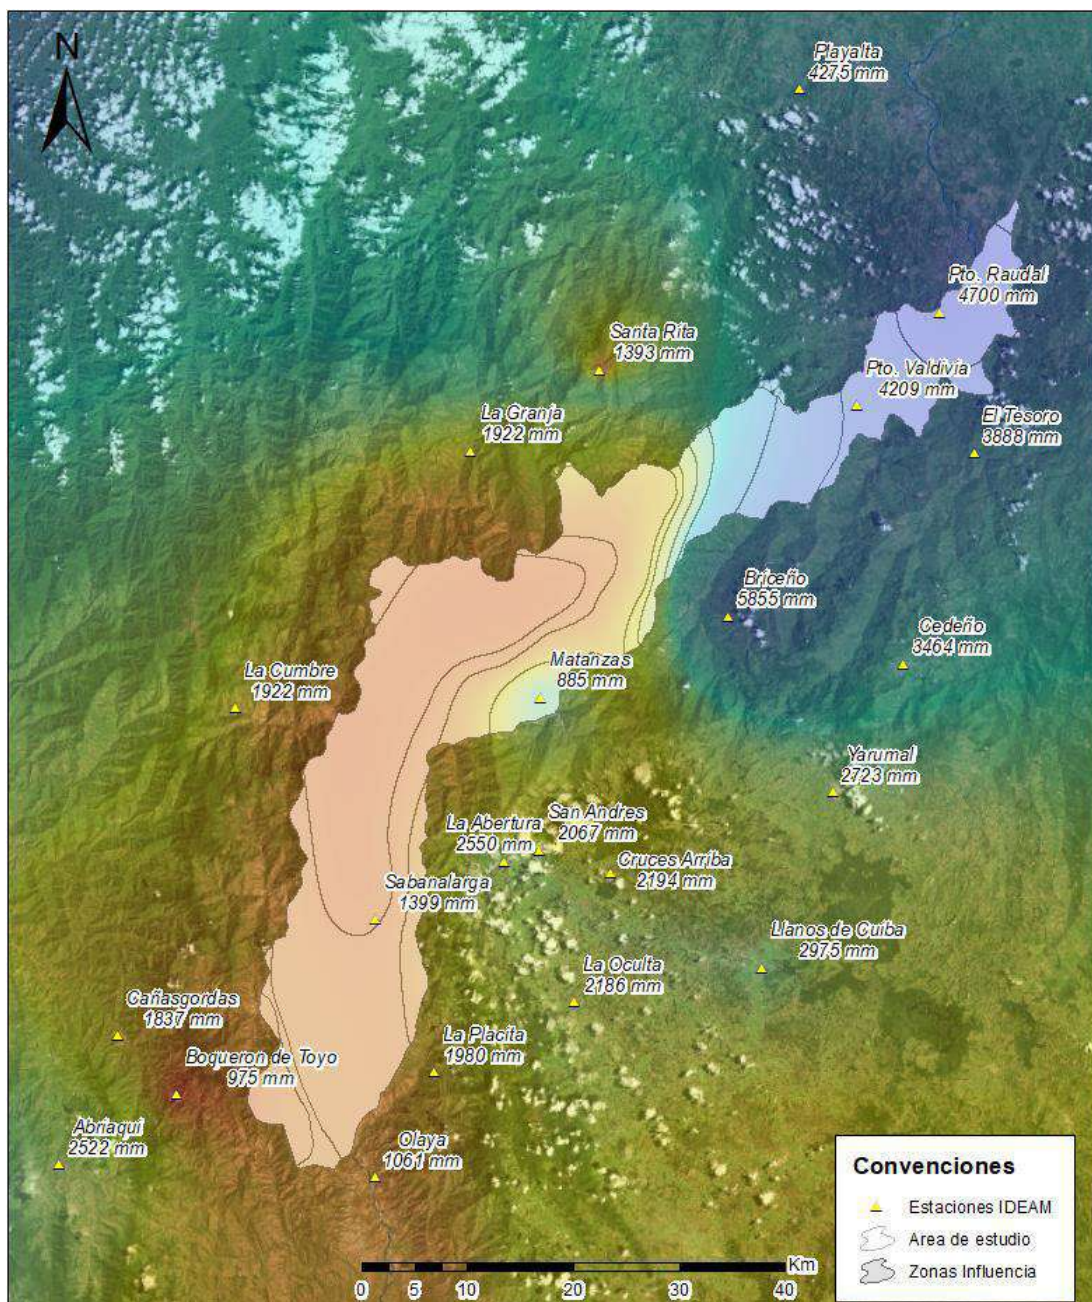 N
Playalta
4275 mm
Pto. Raudal
4700 mm
Santa Rita
1393 mm
Pto. Valdivia
4209 mm
La Granja
1922 mm
El Tesoro
3888 mm
Briceño
5855 mm
Cedeño
3464 mm
Matanzas
885 mm
La Cumbre
1922 mm
Yarumal
2723 mm
San Andres
2067 mm
La Abertura
2550 mm
Cruces Arriba
2194 mm
Sabanalarga
1399 mm
Llanos de Cuiba
2975 mm
La Oculta
2186 mm
Cañasgordas
1837 mm
La Placita
1980 mm
Boqueron de Toyo
975 mm
Abriaqui
2522 mm
Olaya
1061 mm
Convenciones
Estaciones IDEAM
Area de estudio
Zonas Influencia
Km
0 5 10 20 30 40